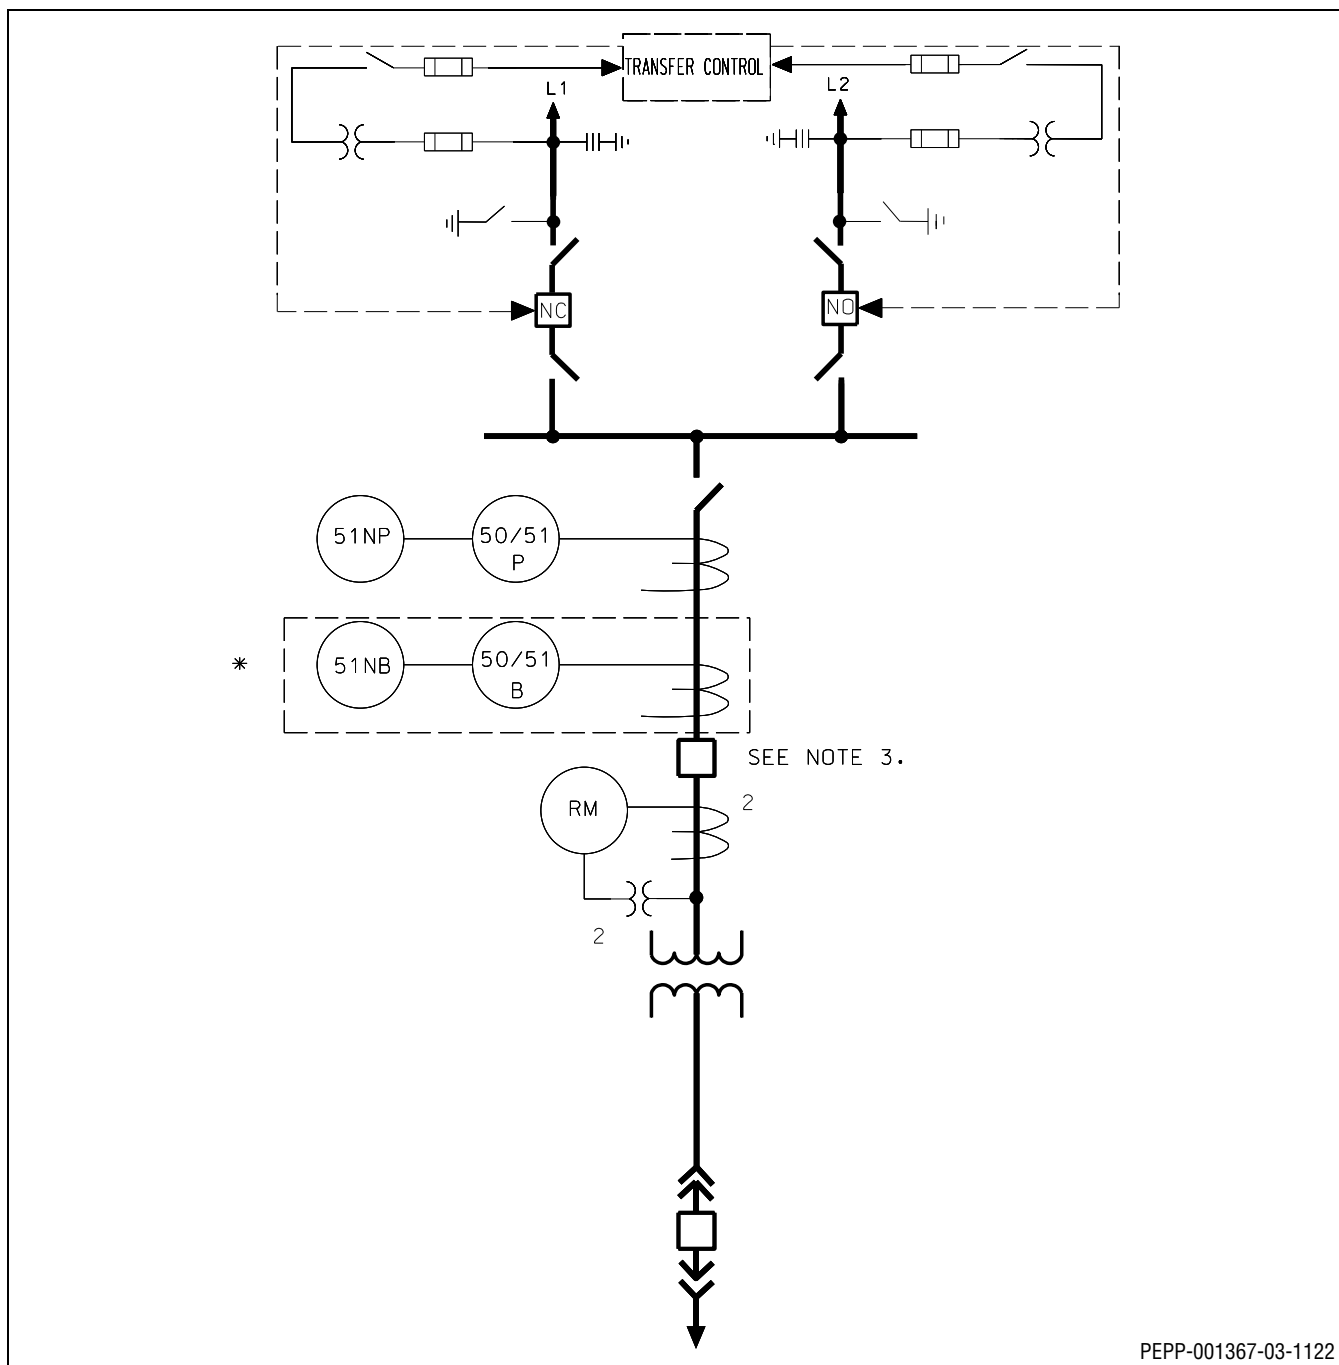 TRANSFER CONTROL
L1
L2
NC
NO
51NP
50/51
P
*
51NB
50/51
B
SEE NOTE 3.
RM
2
2
PEPP-001367-03-1122